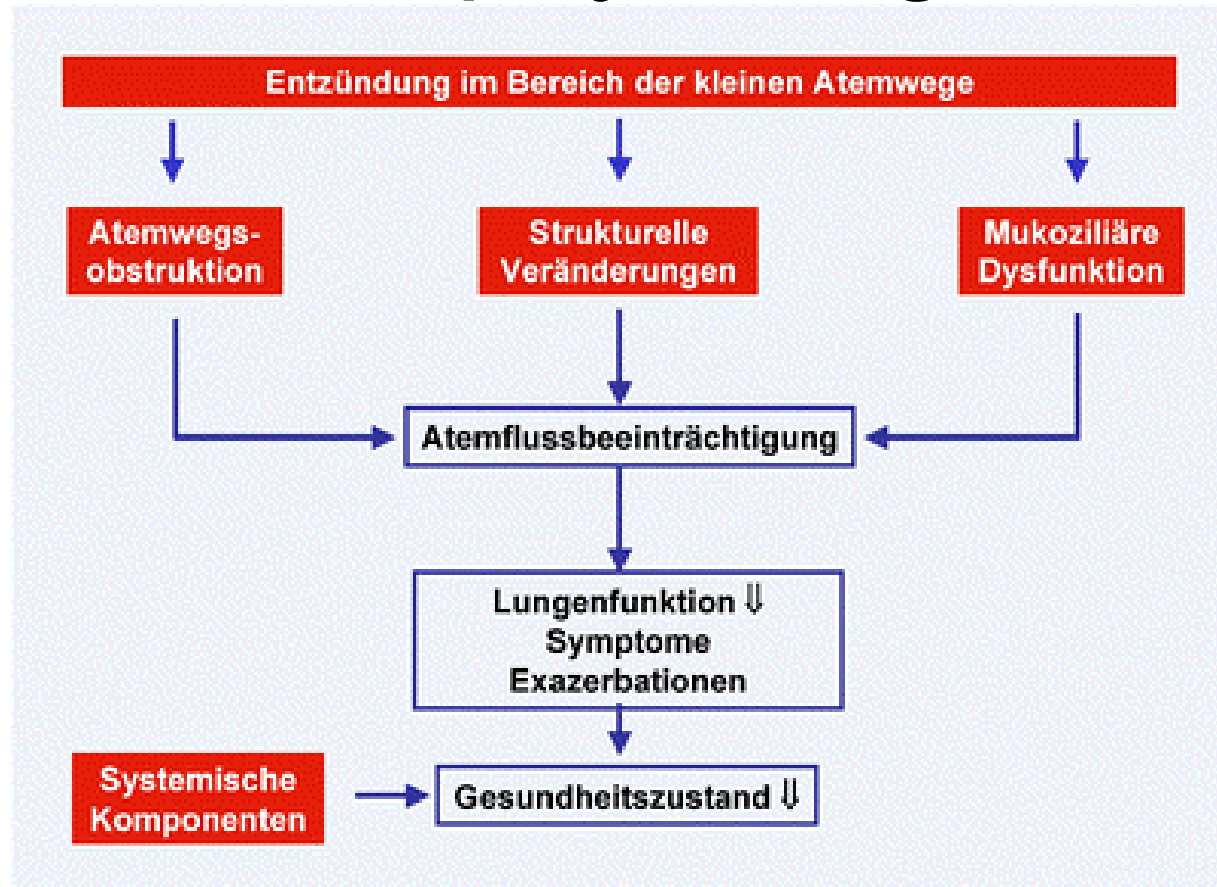 Entzündung im Bereich der kleinen Atemwege
Atemwegs-
obstruktion
Strukturelle
Veränderungen
Mukoziliäre
Dysfunktion
Atemflussbeeinträchtigung
Lungenfunktion ⇓
Symptome
Exazerbationen
Systemische
Komponenten
Gesundheitszustand ⇓